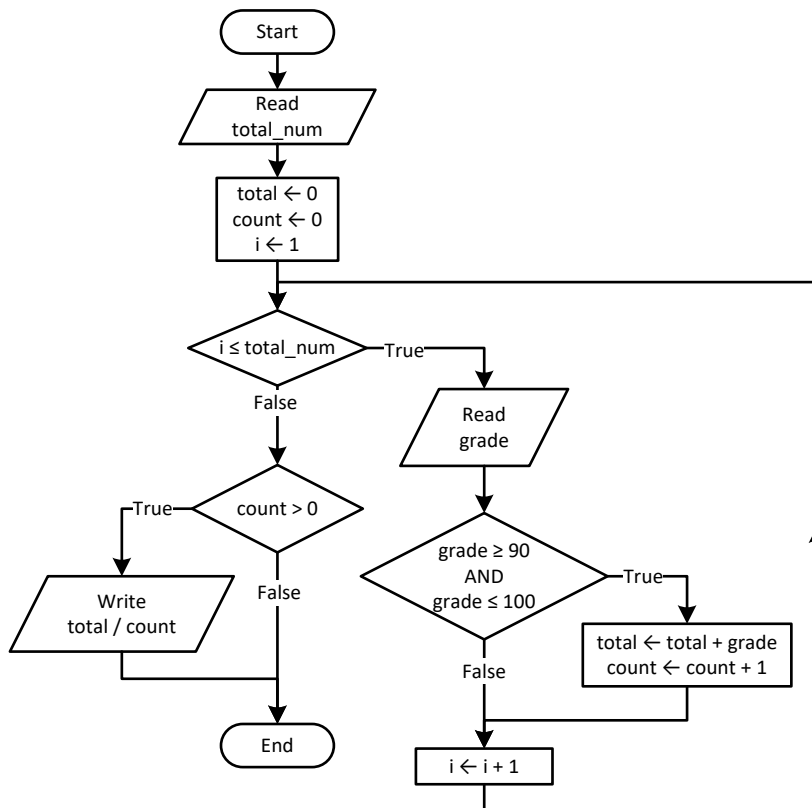 Start
Read
total_num
total ← 0
count ← 0
i ← 1
i ≤ total_num
True
False
Read
grade
count > 0
True
False
Write
total / count
End
grade ≥ 90
AND
grade ≤ 100
True
False
total ← total + grade
count ← count + 1
i ← i + 1